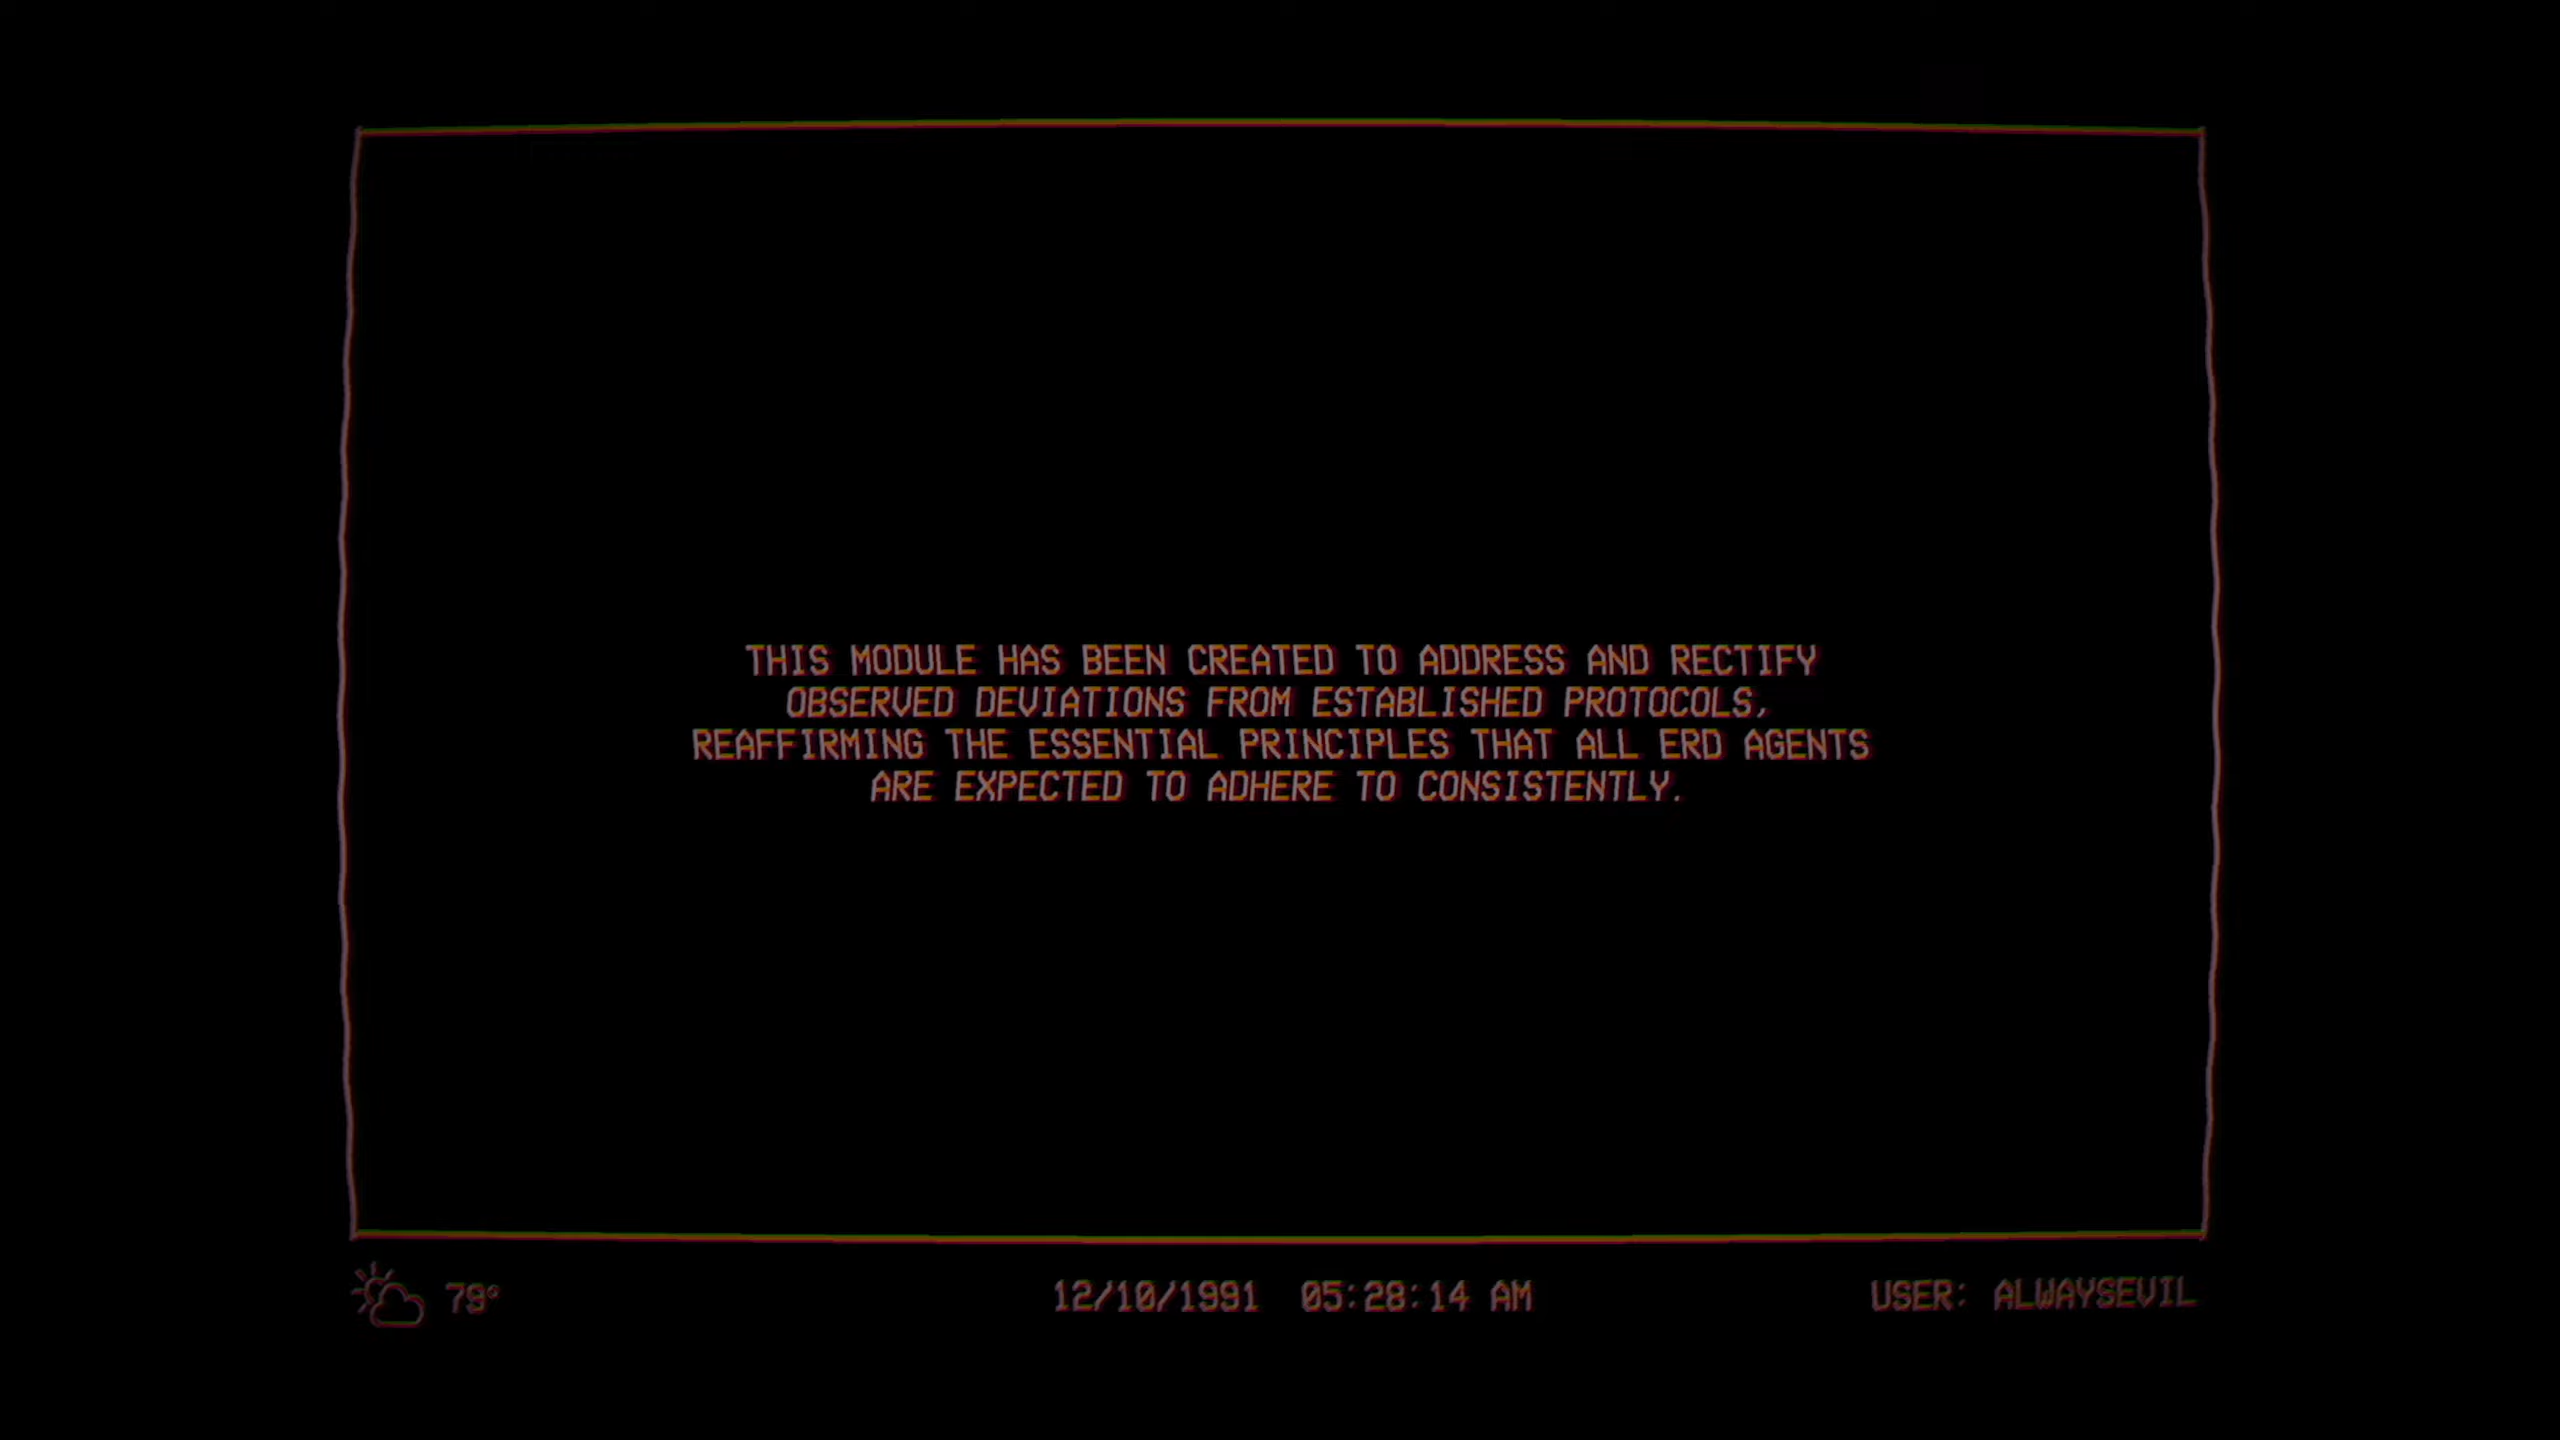 THIS MODULE HAS BEEN CREATED TO ADDRESS AND RECTIFY
OBSERVED DEVIATIONS FROM ESTABLISHED PROTOCOLS,
REAFFIRMING THE ESSENTIAL PRINCIPLES THAT ALL ERD AGENTS
ARE EXPECTED TO ADHERE TO CONSISTENTLY.
79°
12/10/1991 05:28:14 AM
USER: ALWAYSEVIL